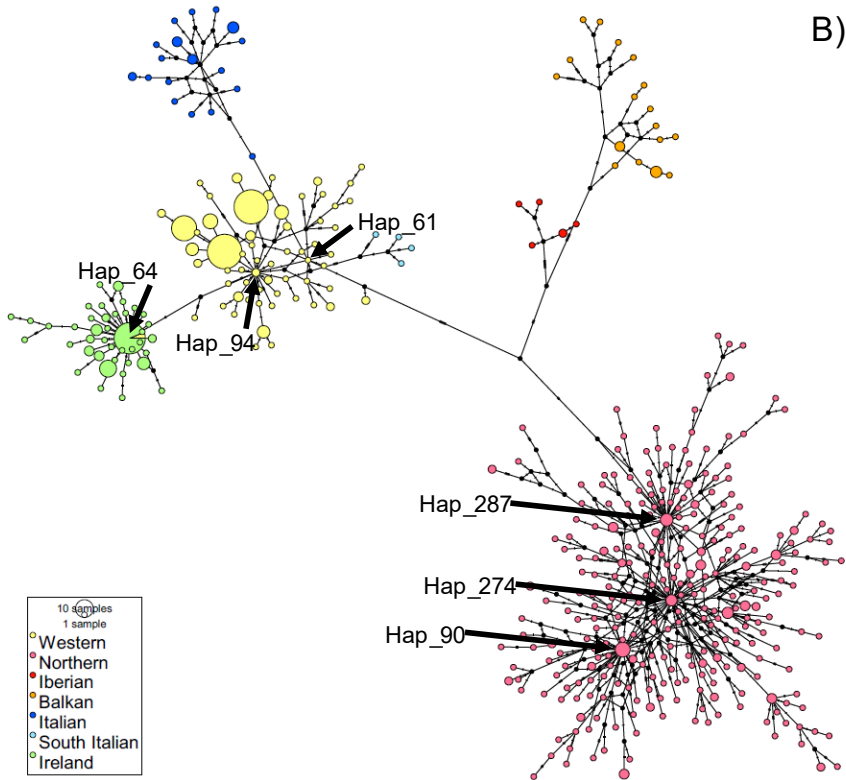 B)
Hap_61
Hap_64
Hap_94
Hap_287
Hap_274
Hap_90
10 samples
1 sample
Western
Northern
Iberian
Balkan
Italian
South Italian
Ireland